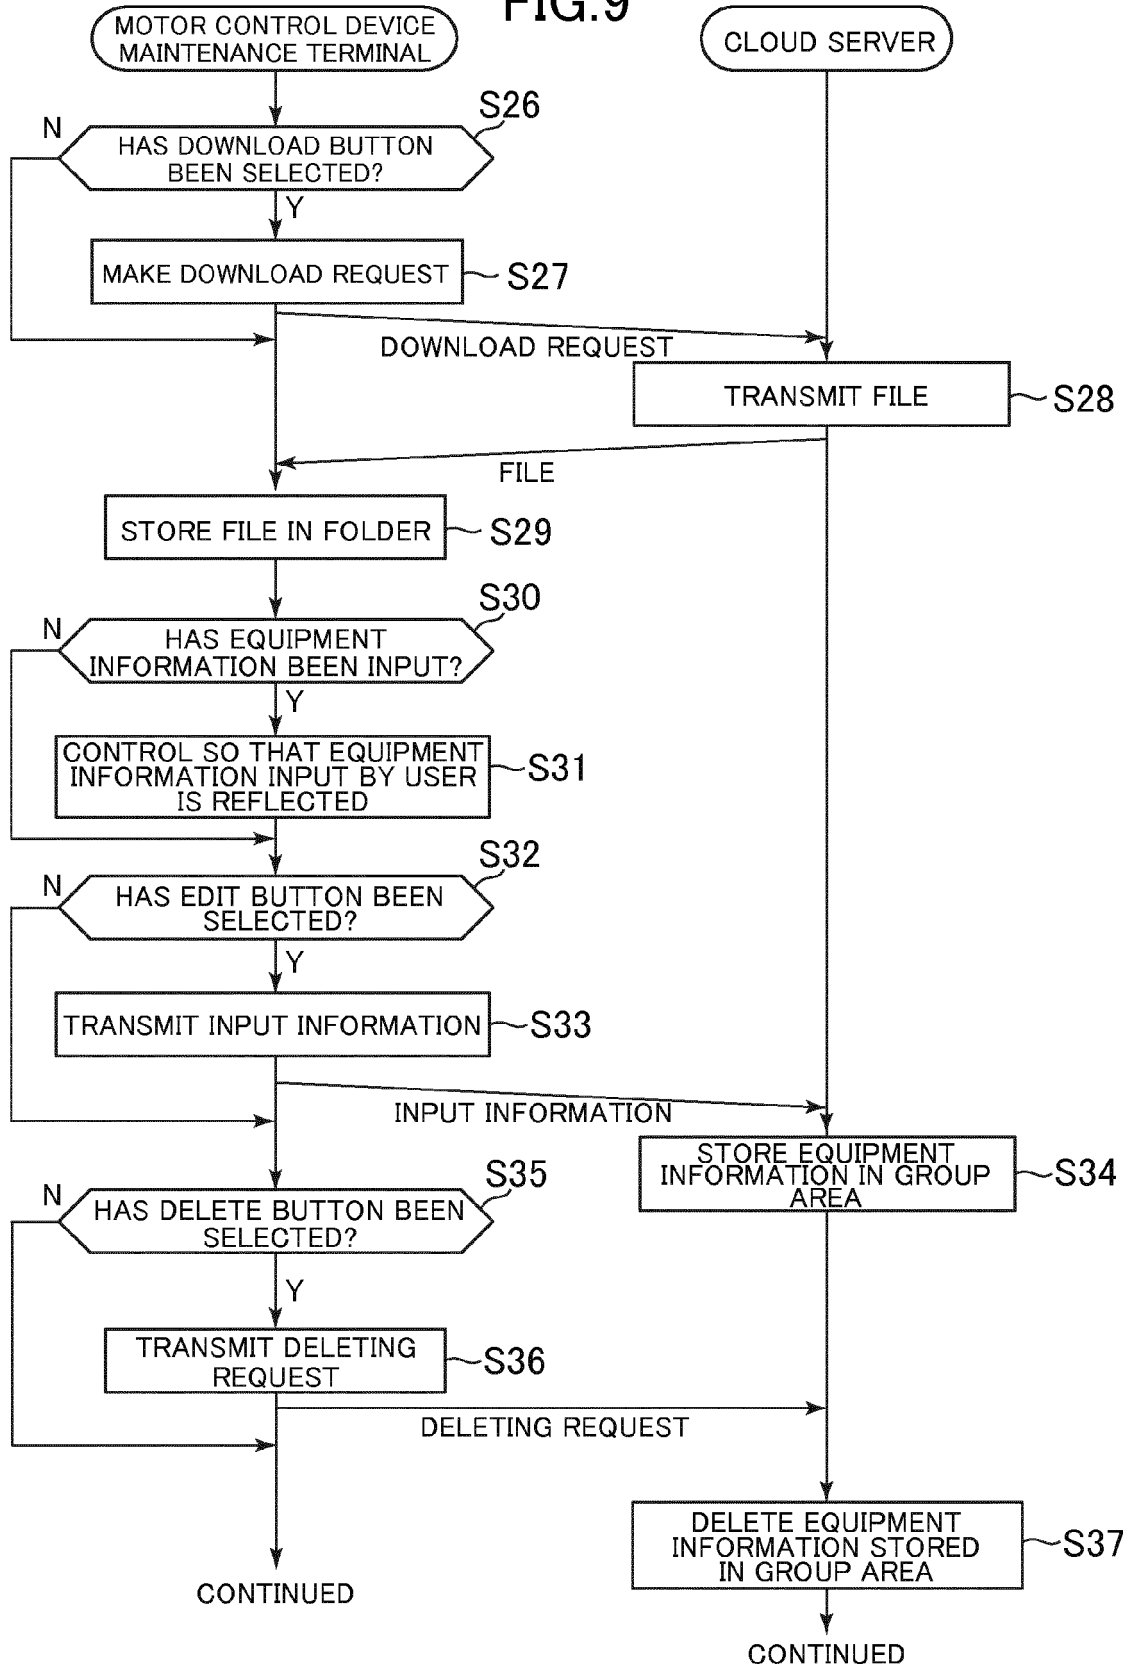 FIG.9
MOTOR CONTROL DEVICE
MAINTENANCE TERMINAL
CLOUD SERVER
S26
N
HAS DOWNLOAD BUTTON
BEEN SELECTED?
Y
MAKE DOWNLOAD REQUEST
S27
DOWNLOAD REQUEST
TRANSMIT FILE
S28
FILE
STORE FILE IN FOLDER
S29
S30
N
HAS EQUIPMENT
INFORMATION BEEN INPUT?
Y
CONTROL SO THAT EQUIPMENT
INFORMATION INPUT BY USER
IS REFLECTED
S31
S32
N
HAS EDIT BUTTON BEEN
SELECTED?
Y
TRANSMIT INPUT INFORMATION
S33
INPUT INFORMATION
STORE EQUIPMENT
INFORMATION IN GROUP
AREA
S34
S35
N
HAS DELETE BUTTON BEEN
SELECTED?
Y
TRANSMIT DELETING
REQUEST
S36
DELETING REQUEST
DELETE EQUIPMENT
INFORMATION STORED
IN GROUP AREA
S37
CONTINUED
CONTINUED